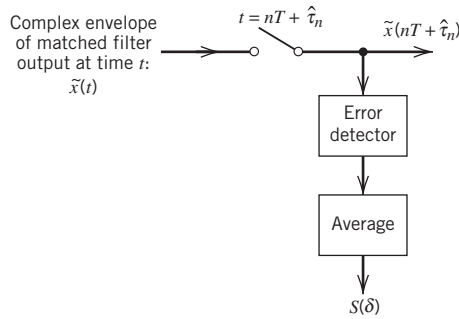 Complex envelope
of matched filter
output at time t:
x̃(t)
t = nT + τ̂ₙ
x̃(nT + τ̂ₙ)
Error
detector
Average
S(δ)